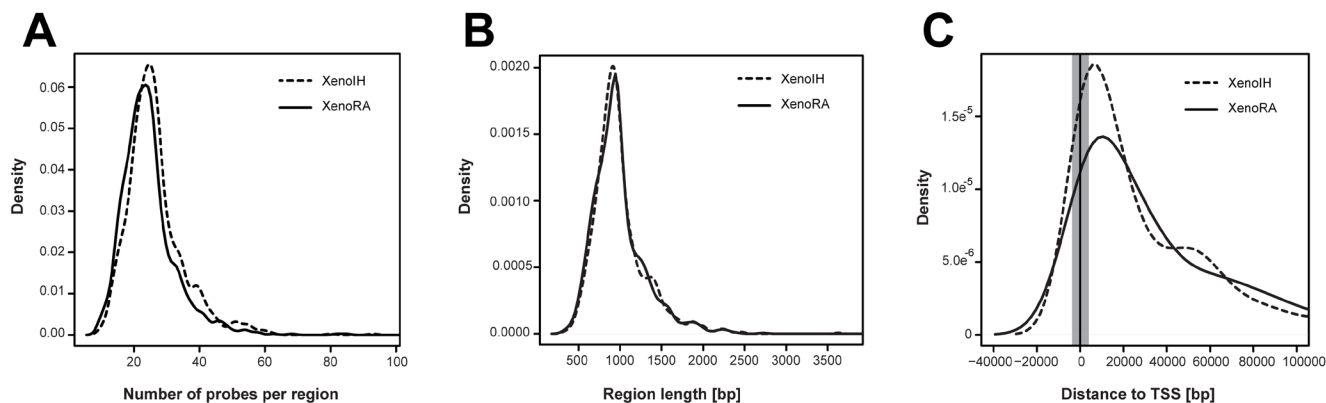 A
B
C
XenoIH
XenoRA
0.06
0.05
0.04
0.03
0.02
0.01
0.00
Density
20
40
60
80
100
Number of probes per region
XenoIH
XenoRA
0.0020
0.0015
0.0010
0.0005
0.0000
Density
500
1000
1500
2000
2500
3000
3500
Region length [bp]
XenoIH
XenoRA
1.5e-5
1.0e-5
5.0e-6
0
Density
−40000
−20000
0
20000
40000
60000
80000
100000
Distance to TSS [bp]